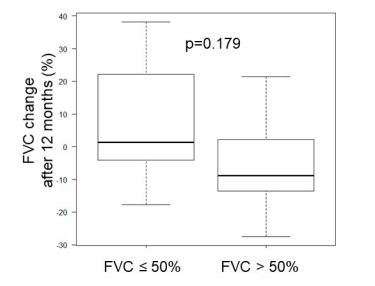 FVC change
after 12 months (%)
40
30
20
10
0
-10
-20
-30
p=0.179
FVC ≤ 50%
FVC > 50%